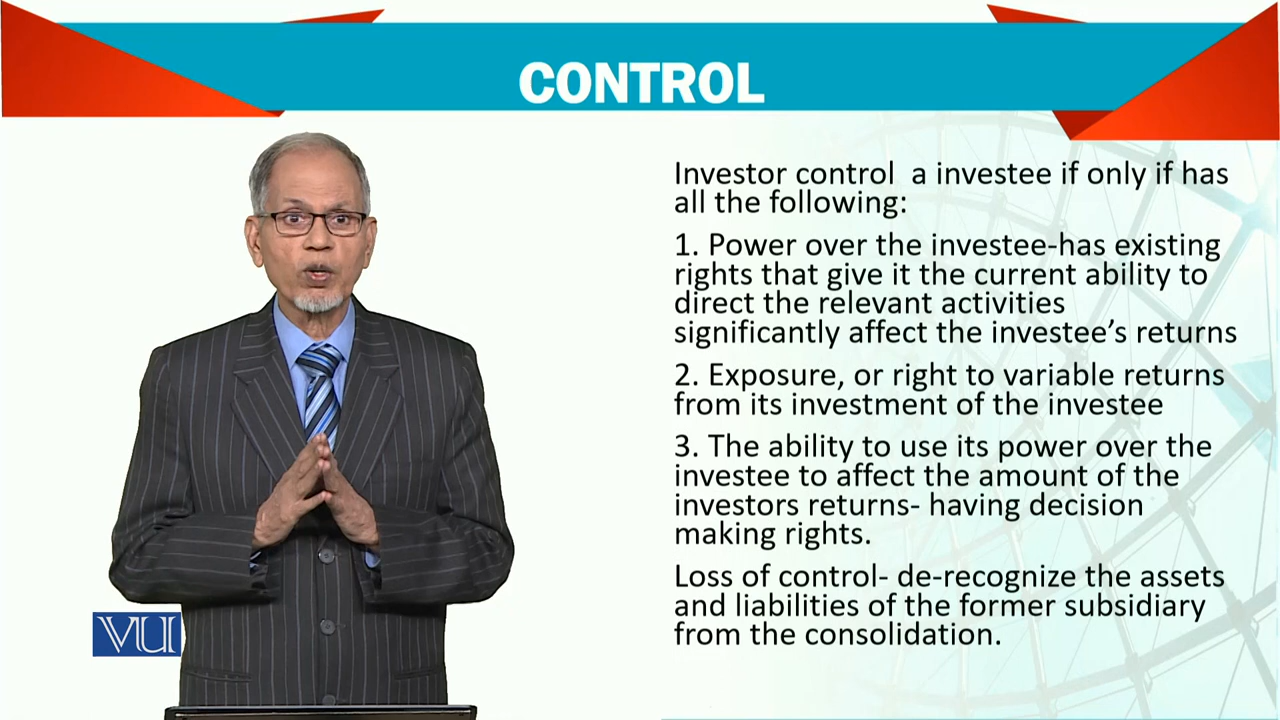 CONTROL
Investor control a investee if only if has
all the following:
1. Power over the investee-has existing
rights that give it the current ability to
direct the relevant activities
significantly affect the investee’s returns
2. Exposure, or right to variable returns
from its investment of the investee
3. The ability to use its power over the
investee to affect the amount of the
investors returns- having decision
making rights.
Loss of control- de-recognize the assets
and liabilities of the former subsidiary
from the consolidation.
VU